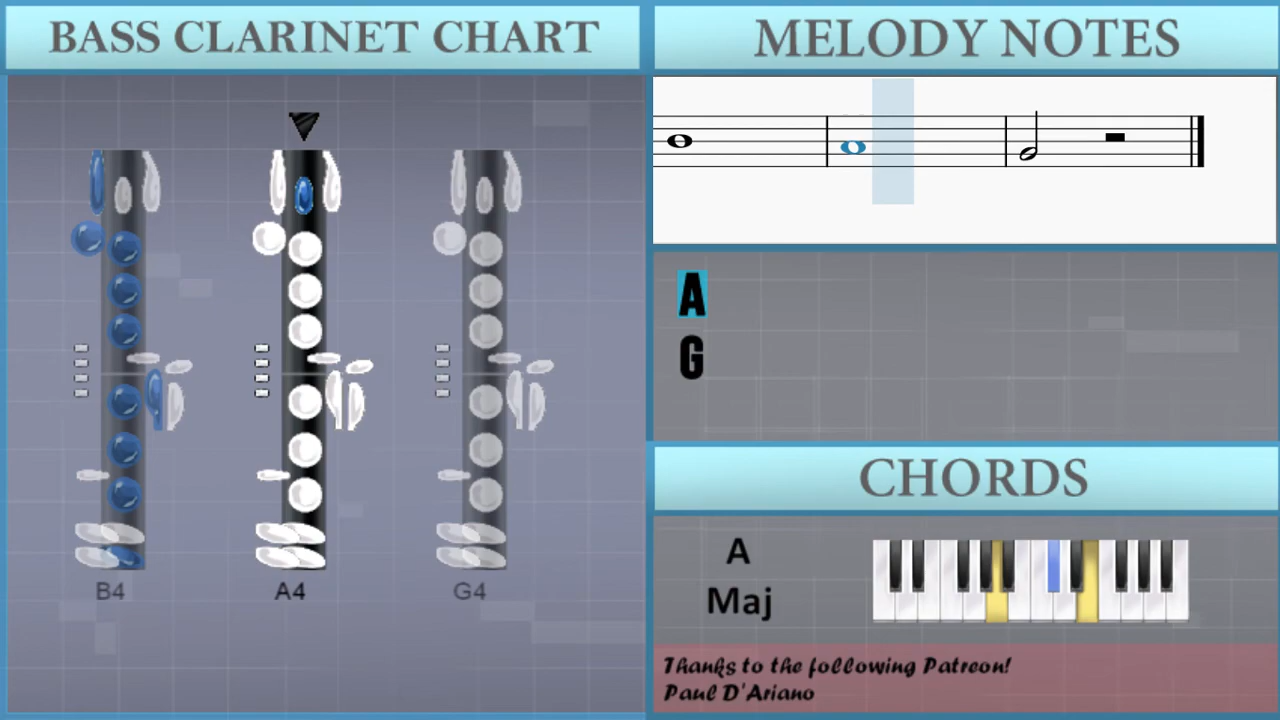 BASS CLARINET CHART
MELODY NOTES
B4
A4
G4
A
G
CHORDS
A
Maj
Thanks to the following Patreon!
Paul D'Ariano